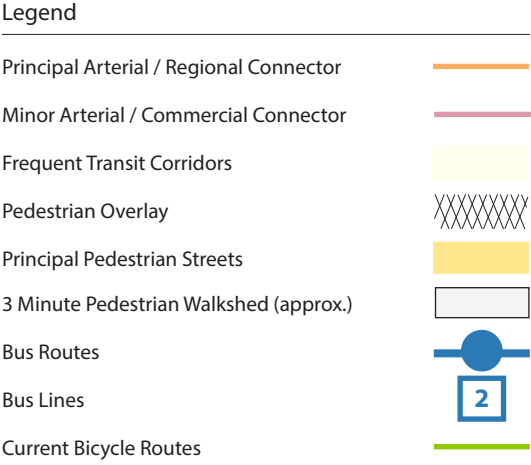 Legend
Principal Arterial / Regional Connector
Minor Arterial / Commercial Connector
Frequent Transit Corridors
Pedestrian Overlay
Principal Pedestrian Streets
3 Minute Pedestrian Walkshed (approx.)
Bus Routes
Bus Lines 2
Current Bicycle Routes